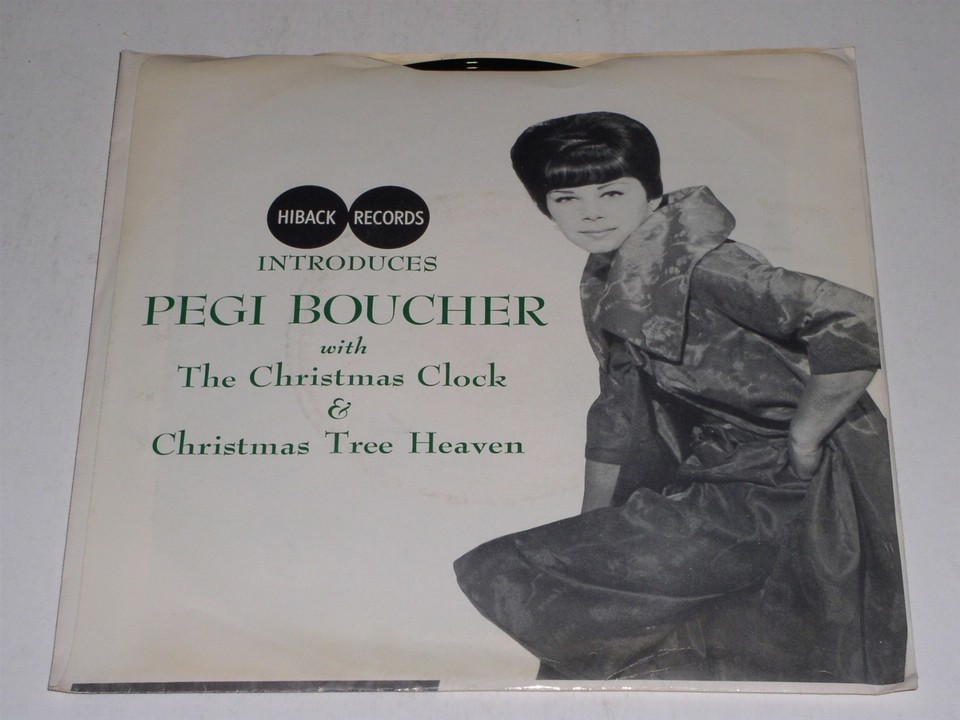 HIBACK RECORDS
INTRODUCES
PEGI BOUCHER
with
The Christmas Clock
&
Christmas Tree Heaven